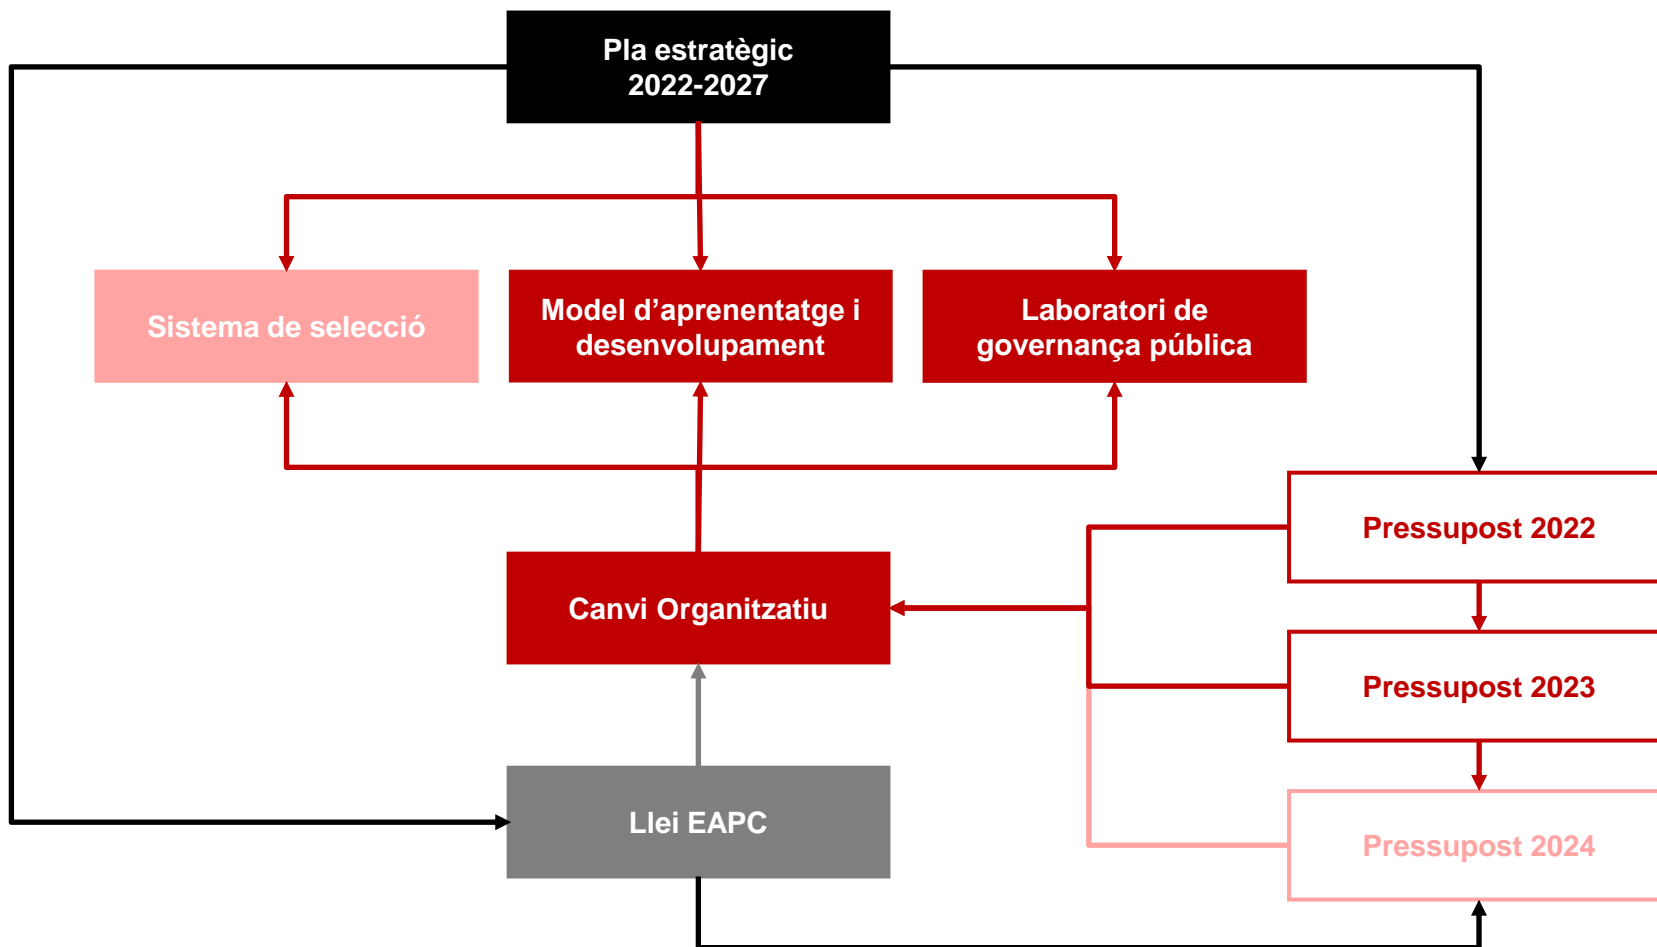 Pla estratègic
2022-2027
Sistema de selecció
Model d’aprenentatge i
desenvolupament
Laboratori de
governança pública
Pressupost 2022
Canvi Organitzatiu
Pressupost 2023
Llei EAPC
Pressupost 2024